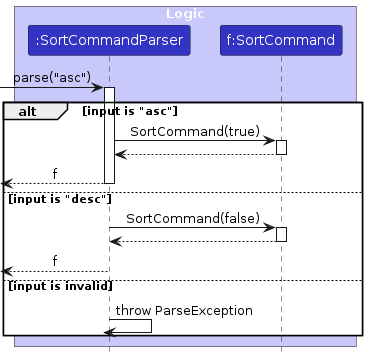 Logic
:SortCommandParser
f:SortCommand
parse("asc")
alt
[input is "asc"]
SortCommand(true)
f
[input is "desc"]
SortCommand(false)
f
[input is invalid]
throw ParseException